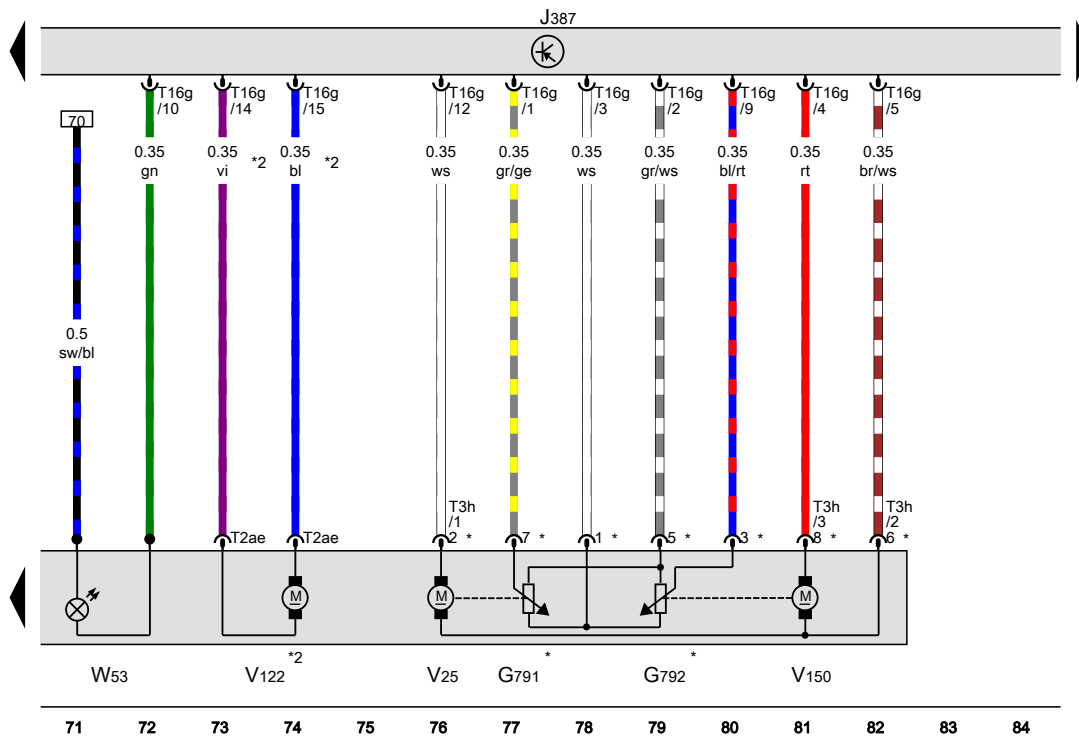 J387
T16g T16g T16g T16g T16g T16g T16g T16g T16g T16g
/10 /14 /15 /12 /1 /3 /2 /9 /4 /5
70
0.35 0.35 0.35 0.35 0.35 0.35 0.35 0.35 0.35 0.35
gn vi *2 bl *2 ws gr/ge ws gr/ws bl/rt rt br/ws
0.5
sw/bl
T3h T3h T3h
/1 /3 /2
T2ae T2ae 2 * 7 * 1 * 5 * 3 * 8 * 6 *
M M M
W53 V122 *2 V25 G791 * G792 * V150
71 72 73 74 75 76 77 78 79 80 81 82 83 84